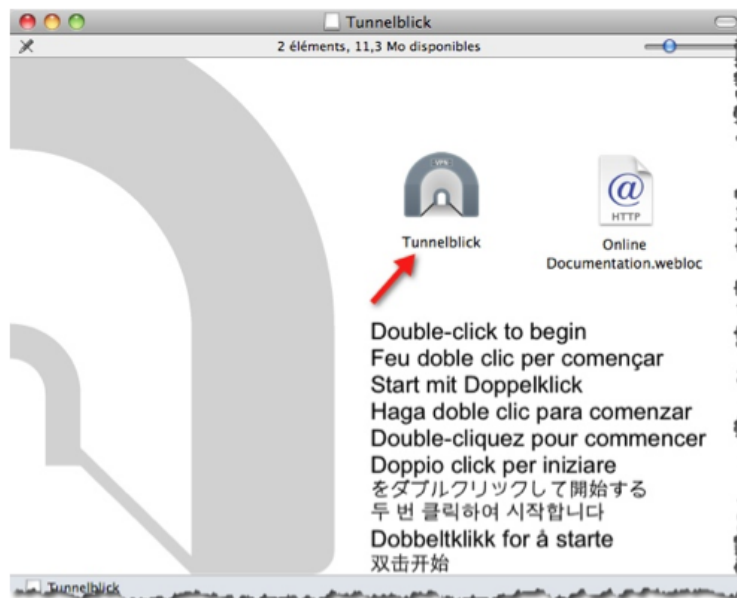 Tunnelblick
2 éléments, 11,3 Mo disponibles
VPN
@
HTTP
Tunnelblick
Online
Documentation.webloc
Double-click to begin
Feu doble clic per començar
Start mit Doppelklick
Haga doble clic para comenzar
Double-cliquez pour commencer
Doppio click per iniziare
をダブルクリックして開始する
두 번 클릭하여 시작합니다
Dobbeltklikk for å starte
双击开始
Tunnelblick